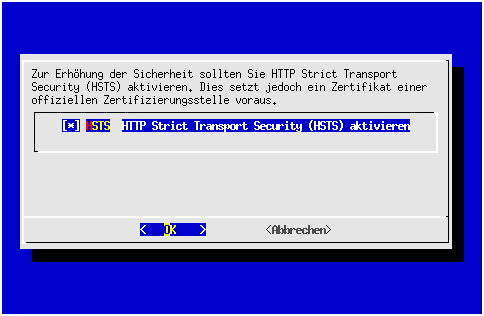 Zur Erhöhung der Sicherheit sollten Sie HTTP Strict Transport
Security (HSTS) aktivieren. Dies setzt jedoch ein Zertifikat einer
offiziellen Zertifizierungsstelle voraus.
[*] HSTS HTTP Strict Transport Security (HSTS) aktivieren
< OK > <Abbrechen>